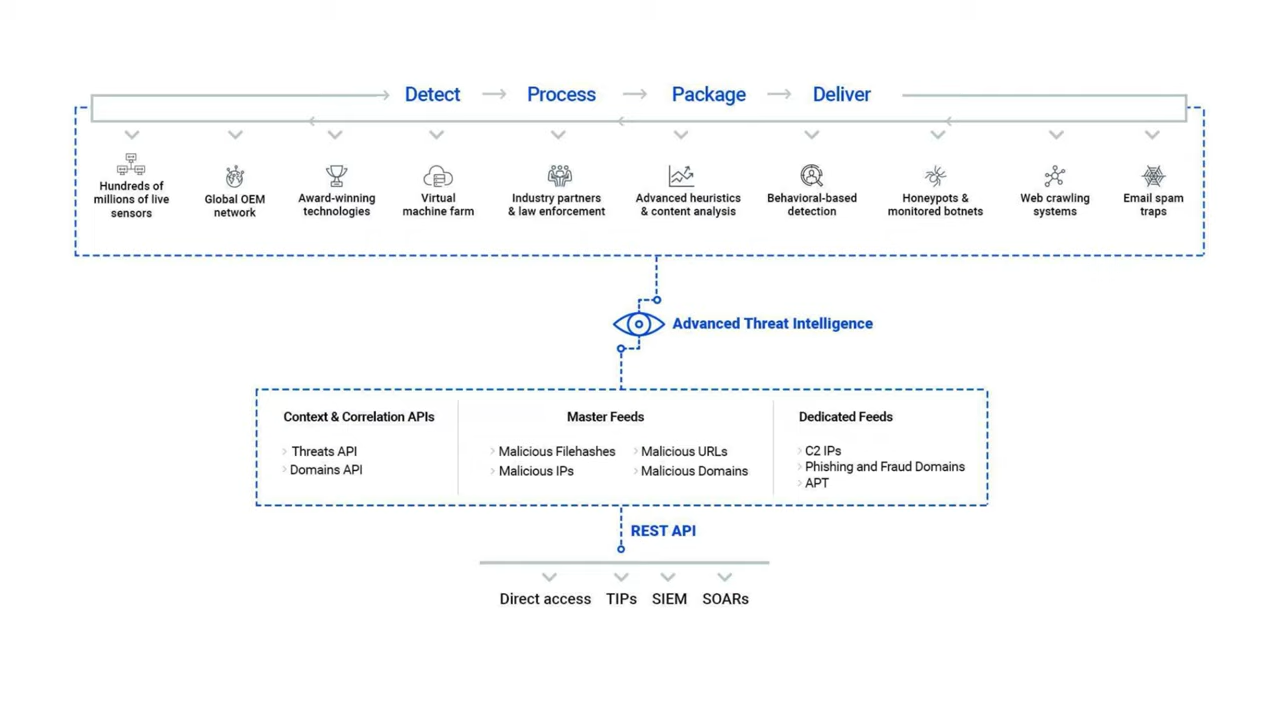 Detect
Process
Package
Deliver
Hundreds of
millions of live
sensors
Global OEM
network
Award-winning
technologies
Virtual
machine farm
Industry partners
& law enforcement
Advanced heuristics
& content analysis
Behavioral-based
detection
Honeypots &
monitored botnets
Web crawling
systems
Email spam
traps
Advanced Threat Intelligence
Context & Correlation APIs
Threats API
Domains API
Master Feeds
Malicious Filehashes
Malicious IPs
Malicious URLs
Malicious Domains
Dedicated Feeds
C2 IPs
Phishing and Fraud Domains
APT
REST API
Direct access
TIPs
SIEM
SOARs